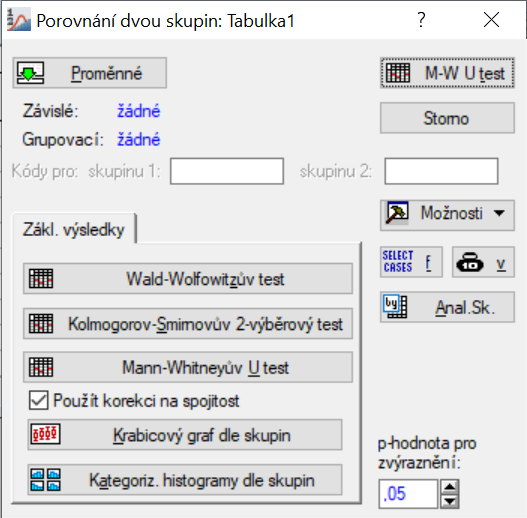 Porovnání dvou skupin: Tabulka1
?
Proměnné
M-W U test
Závislé: žádné
Storno
Grupovací: žádné
Kódy pro: skupinu 1:
skupinu 2:
Možnosti
Zákl. výsledky
SELECT CASES
f
v
Wald-Wolfowitzův test
by
Anal.Sk.
Kolmogorov-Smirnovův 2-výběrový test
Mann-Whitneyův U test
Použít korekci na spojitost
Krabicový graf dle skupin
p-hodnota pro
zvýraznění:
Kategoriz. histogramy dle skupin
,05